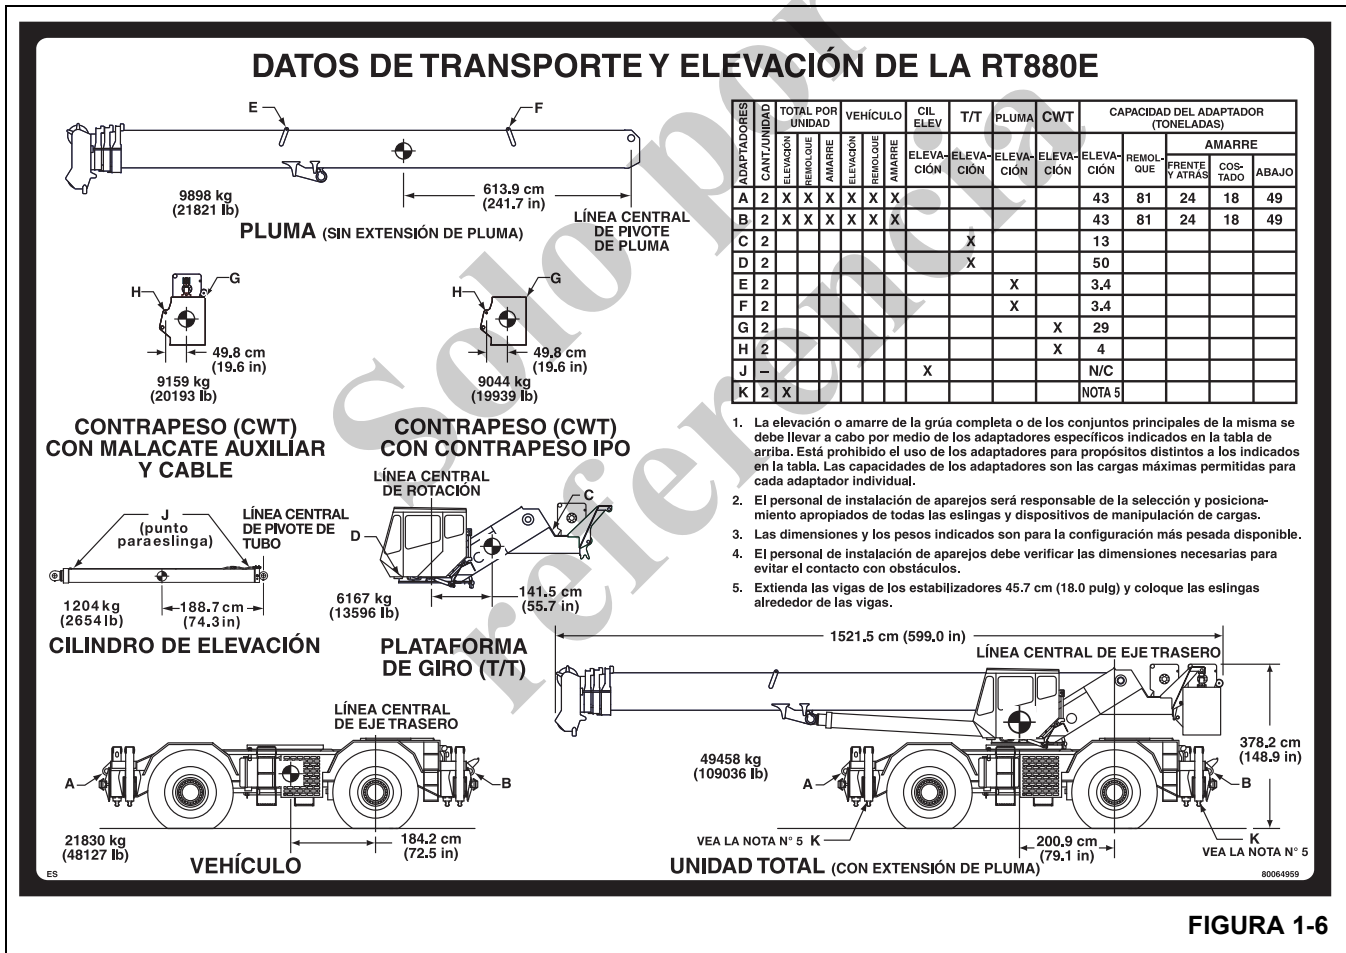 DATOS DE TRANSPORTE Y ELEVACIÓN DE LA RT880E
E
F
9898 kg
(21821 lb)
613.9 cm
(241.7 in)
LÍNEA CENTRAL
DE PIVOTE
DE PLUMA
PLUMA (SIN EXTENSIÓN DE PLUMA)
G
H
49.8 cm
(19.6 in)
9159 kg
(20193 lb)
CONTRAPESO (CWT)
CON MALACATE AUXILIAR
Y CABLE
G
H
49.8 cm
(19.6 in)
9044 kg
(19939 lb)
CONTRAPESO (CWT)
CON CONTRAPESO IPO
J
(punto
paraeslinga)
LÍNEA CENTRAL
DE PIVOTE DE
TUBO
1204 kg
(2654 lb)
188.7 cm
(74.3 in)
CILINDRO DE ELEVACIÓN
LÍNEA CENTRAL
DE ROTACIÓN
C
D
6167 kg
(13596 lb)
141.5 cm
(55.7 in)
PLATAFORMA
DE GIRO (T/T)
LÍNEA CENTRAL
DE EJE TRASERO
A
B
21830 kg
(48127 lb)
184.2 cm
(72.5 in)
VEHÍCULO
ES
ADAPTADORES
CANT/UNIDAD
TOTAL POR
UNIDAD
VEHÍCULO
CIL
ELEV
T/T
PLUMA
CWT
CAPACIDAD DEL ADAPTADOR
(TONELADAS)
ELEVACIÓN
REMOLQUE
AMARRE
ELEVACIÓN
REMOLQUE
AMARRE
ELEVA-
CIÓN
ELEVA-
CIÓN
ELEVA-
CIÓN
ELEVA-
CIÓN
ELEVA-
CIÓN
REMOL-
QUE
AMARRE
FRENTE
Y ATRÁS
COS-
TADO
ABAJO
A 2 X X X X X X 43 81 24 18 49
B 2 X X X X X X 43 81 24 18 49
C 2 X 13
D 2 X 50
E 2 X 3.4
F 2 X 3.4
G 2 X 29
H 2 X 4
J – X N/C
K 2 X NOTA 5
1. La elevación o amarre de la grúa completa o de los conjuntos principales de la misma se
debe llevar a cabo por medio de los adaptadores específicos indicados en la tabla de
arriba. Está prohibido el uso de los adaptadores para propósitos distintos a los indicados
en la tabla. Las capacidades de los adaptadores son las cargas máximas permitidas para
cada adaptador individual.
2. El personal de instalación de aparejos será responsable de la selección y posiciona-
miento apropiados de todas las eslingas y dispositivos de manipulación de cargas.
3. Las dimensiones y los pesos indicados son para la configuración más pesada disponible.
4. El personal de instalación de aparejos debe verificar las dimensiones necesarias para
evitar el contacto con obstáculos.
5. Extienda las vigas de los estabilizadores 45.7 cm (18.0 pulg) y coloque las eslingas
alrededor de las vigas.
1521.5 cm (599.0 in)
LÍNEA CENTRAL DE EJE TRASERO
49458 kg
(109036 lb)
378.2 cm
(148.9 in)
A
B
VEA LA NOTA N° 5 K
200.9 cm
(79.1 in)
K
VEA LA NOTA N° 5
UNIDAD TOTAL (CON EXTENSIÓN DE PLUMA)
80064959
Solo por
referencia
FIGURA 1-6